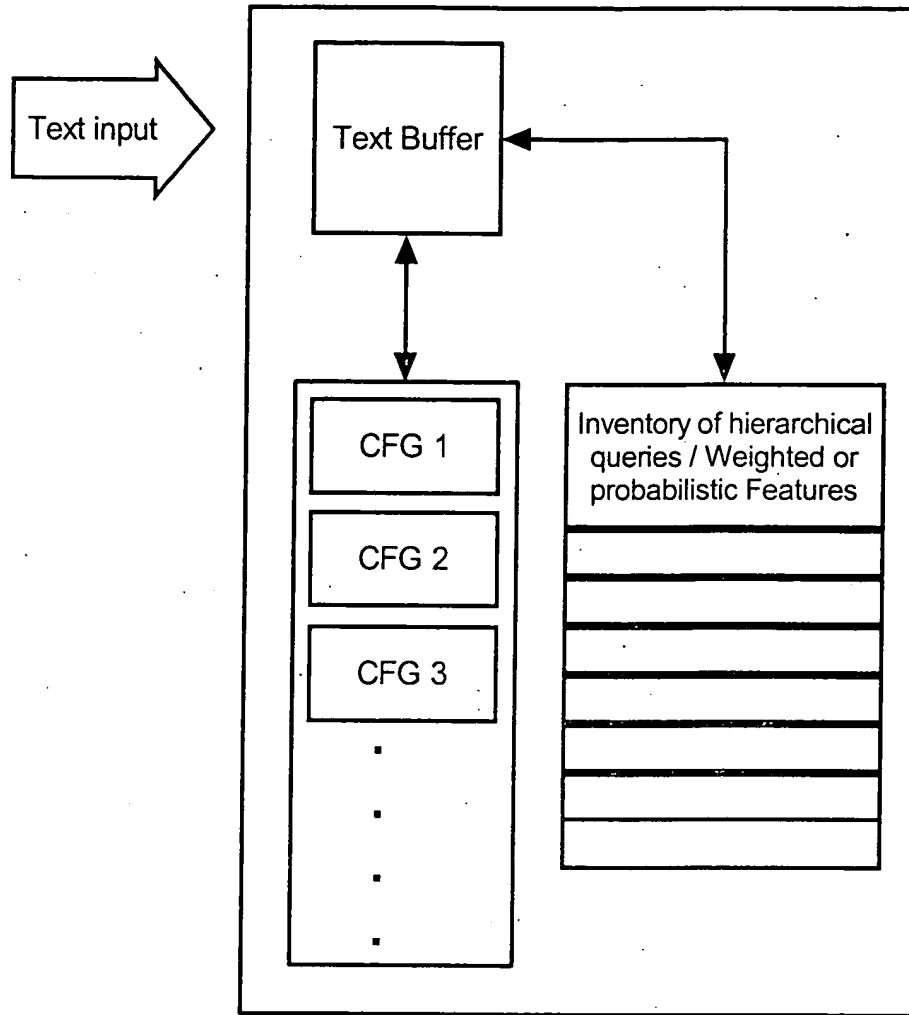 Text input
Text Buffer
CFG 1
CFG 2
CFG 3
Inventory of hierarchical
queries / Weighted or
probabilistic Features